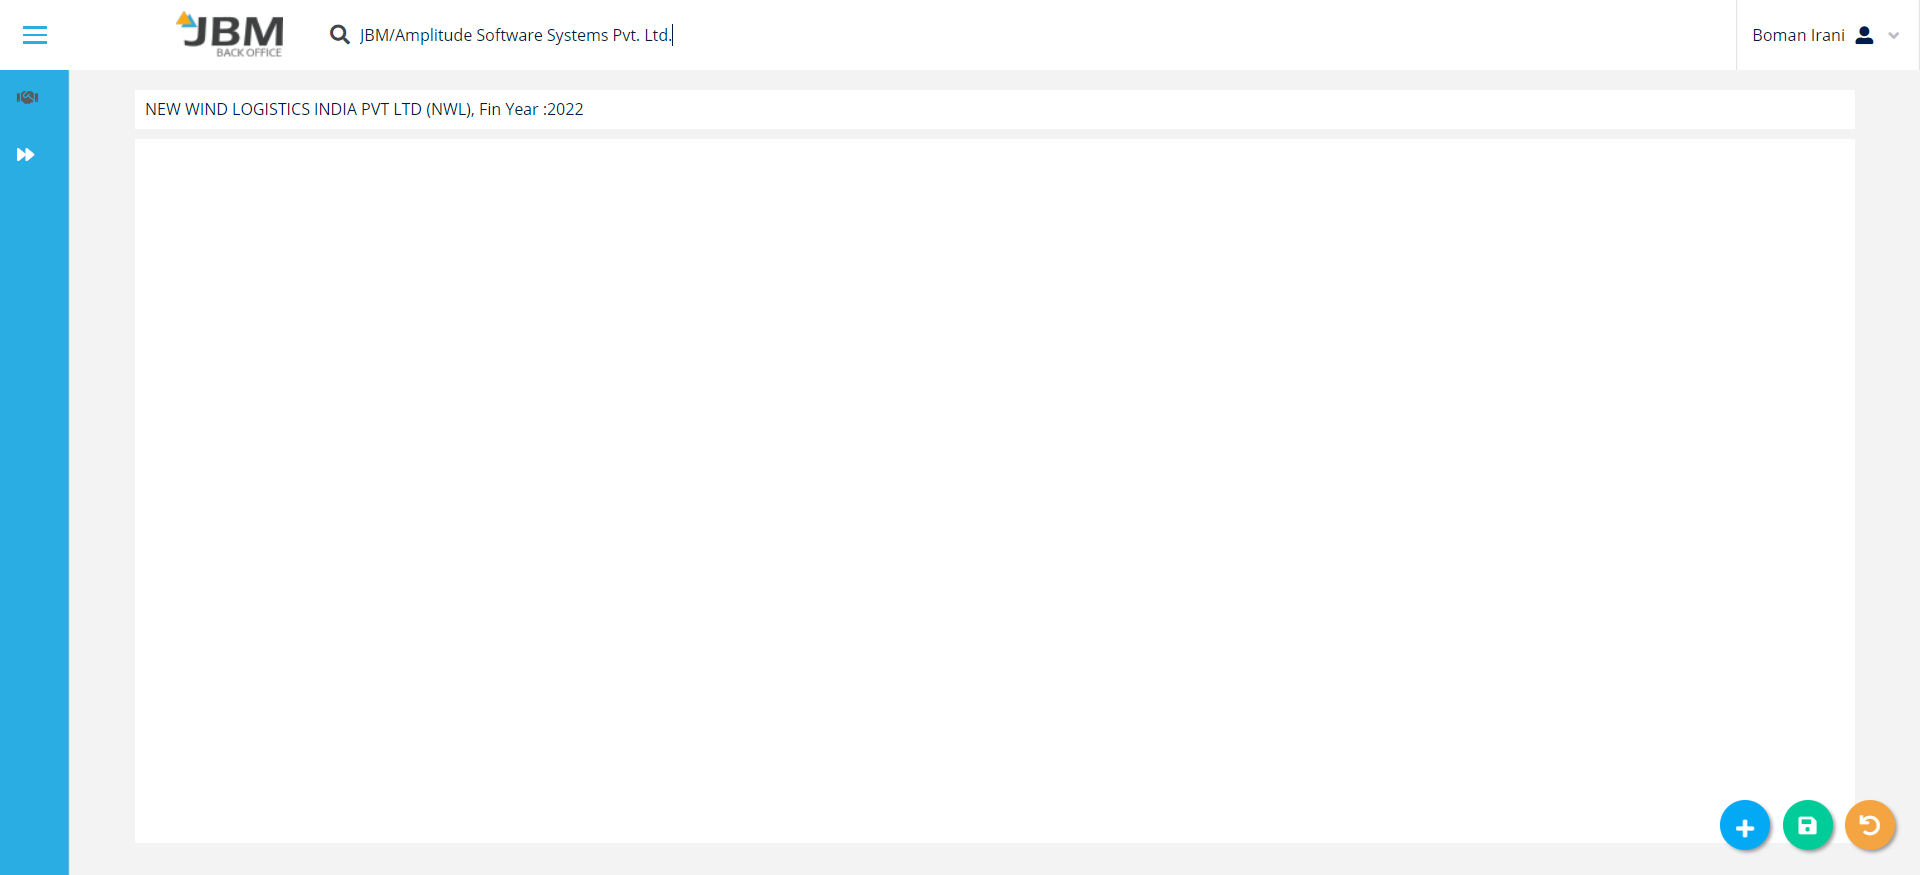 JBM
BACK OFFICE
JBM/Amplitude Software Systems Pvt. Ltd.
Boman Irani
NEW WIND LOGISTICS INDIA PVT LTD (NWL), Fin Year :2022